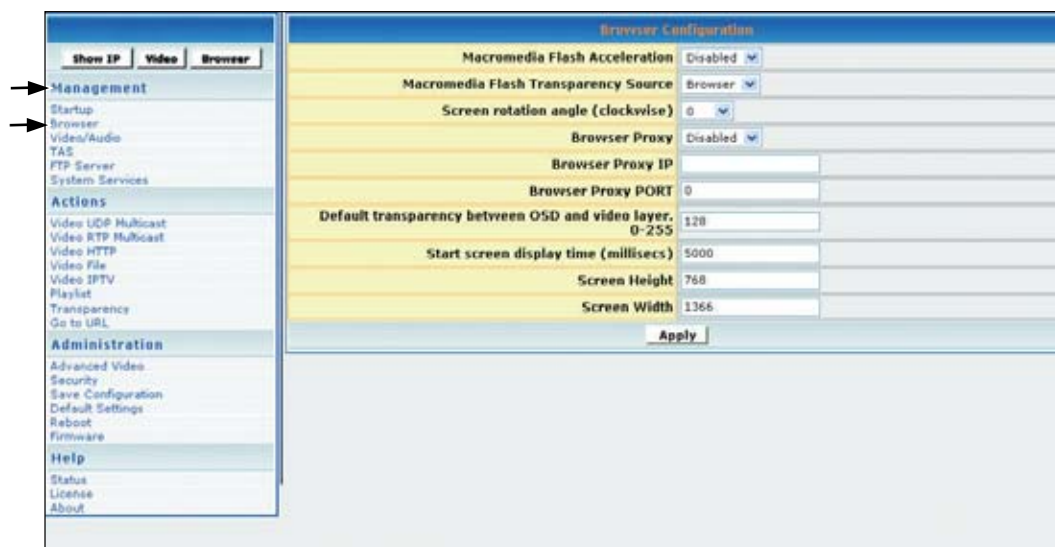 Show IP Video Browser
Management
Startup
Browser
Video/Audio
TAS
FTP Server
System Services
Actions
Video UDP Multicast
Video RTP Multicast
Video HTTP
Video File
Video IPTV
Playlist
Transparency
Go to URL
Administration
Advanced Video
Security
Save Configuration
Default Settings
Reboot
Firmware
Help
Status
License
About
Browser Configuration
Macromedia Flash Acceleration Disabled
Macromedia Flash Transparency Source Browser
Screen rotation angle (clockwise) 0
Browser Proxy Disabled
Browser Proxy IP
Browser Proxy PORT 0
Default transparency between OSD and video layer.
0-255 128
Start screen display time (millisecs) 5000
Screen Height 768
Screen Width 1366
Apply